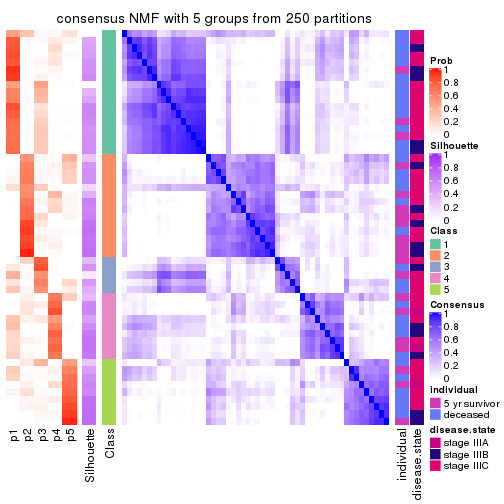 consensus NMF with 5 groups from 250 partitions
Prob
1
0.8
0.6
0.4
0.2
0
Silhouette
1
0.8
0.6
0.4
0.2
0
Class
1
2
3
4
5
Consensus
1
0.8
0.6
0.4
0.2
0
individual
5 yr survivor
deceased
disease.state
stage IIIA
stage IIIB
stage IIIC
p1
p2
p3
p4
p5
Silhouette
Class
individual
disease.state